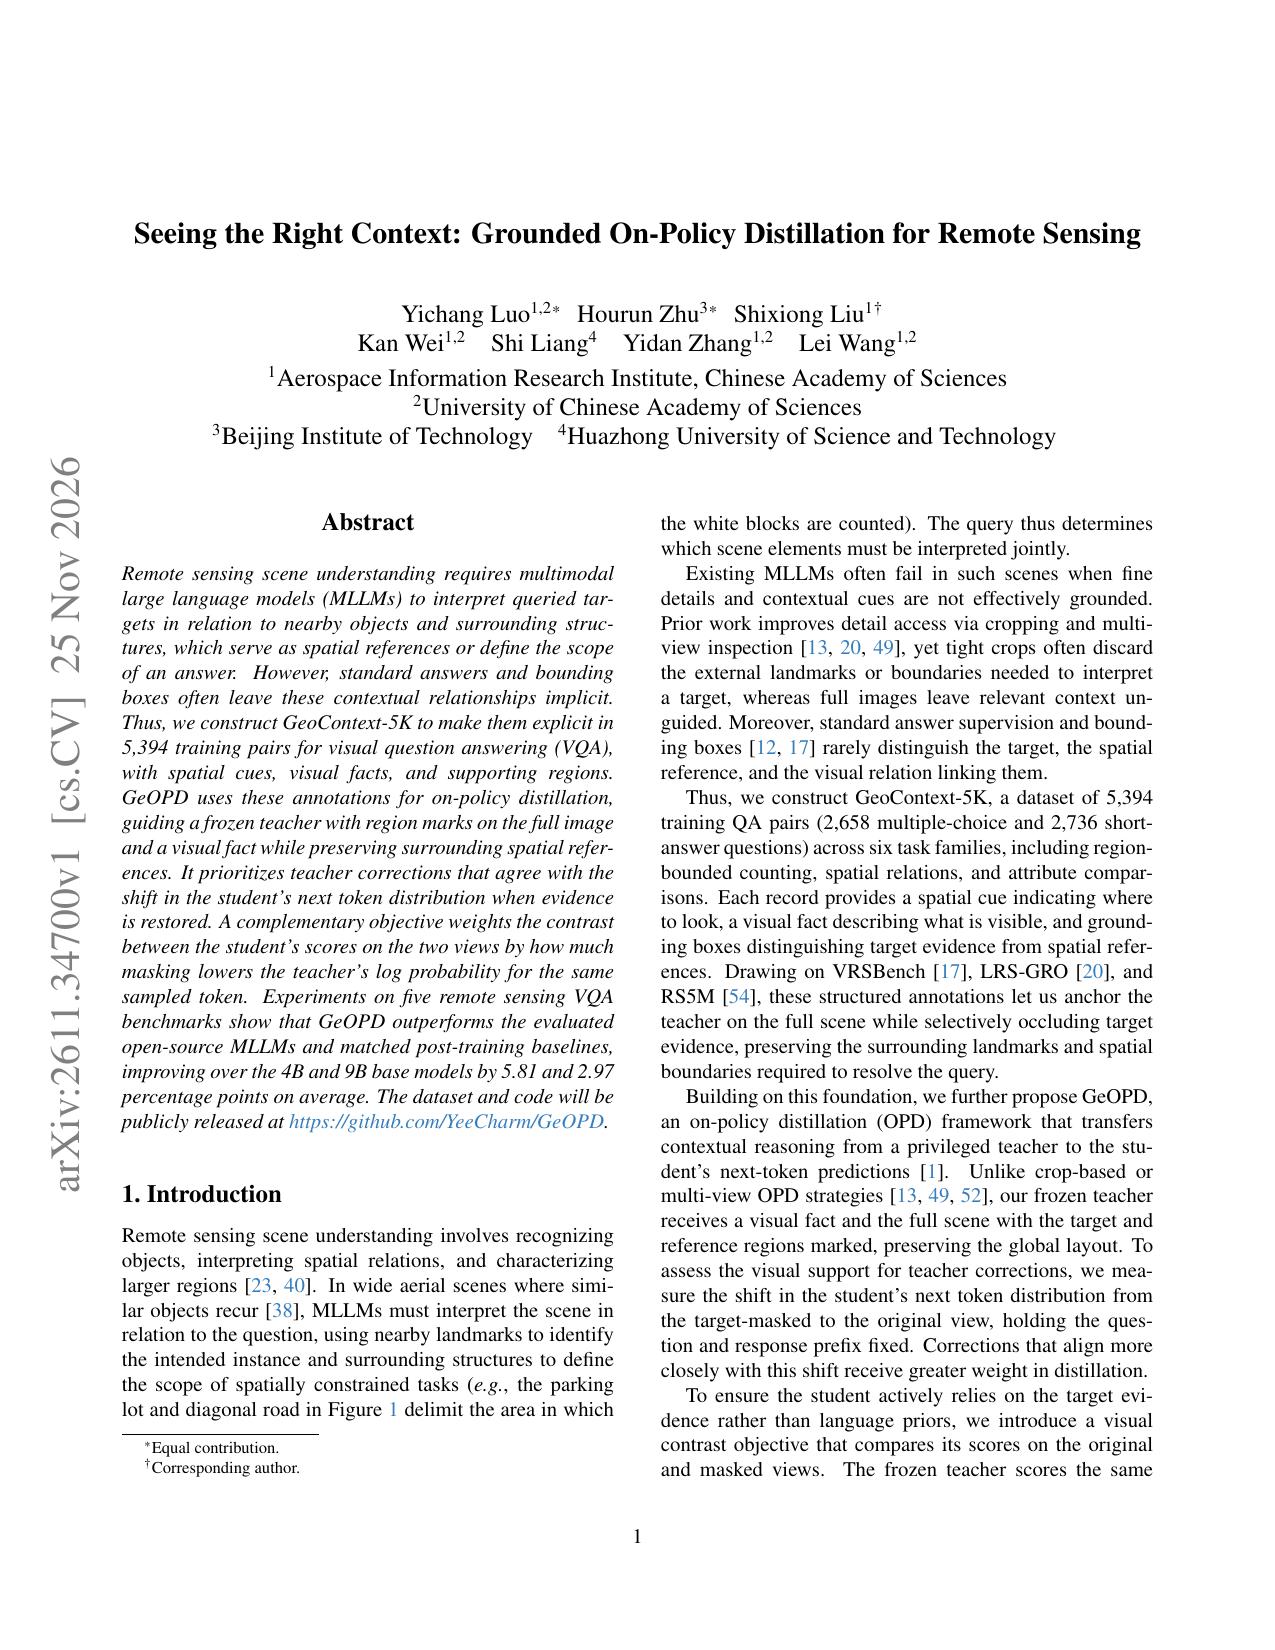 Seeing the Right Context: Grounded On-Policy Distillation for Remote Sensing
Yichang Luo1,2* Hourun Zhu3* Shixiong Liu1†
Kan Wei1,2 Shi Liang4 Yidan Zhang1,2 Lei Wang1,2
1Aerospace Information Research Institute, Chinese Academy of Sciences
2University of Chinese Academy of Sciences
3Beijing Institute of Technology 4Huazhong University of Science and Technology
arXiv:2611.34700v1 [cs.CV] 25 Nov 2026
Abstract
Remote sensing scene understanding requires multimodal
large language models (MLLMs) to interpret queried tar-
gets in relation to nearby objects and surrounding struc-
tures, which serve as spatial references or define the scope
of an answer. However, standard answers and bounding
boxes often leave these contextual relationships implicit.
Thus, we construct GeoContext-5K to make them explicit in
5,394 training pairs for visual question answering (VQA),
with spatial cues, visual facts, and supporting regions.
GeOPD uses these annotations for on-policy distillation,
guiding a frozen teacher with region marks on the full image
and a visual fact while preserving surrounding spatial refer-
ences. It prioritizes teacher corrections that agree with the
shift in the student's next token distribution when evidence
is restored. A complementary objective weights the contrast
between the student's scores on the two views by how much
masking lowers the teacher's log probability for the same
sampled token. Experiments on five remote sensing VQA
benchmarks show that GeOPD outperforms the evaluated
open-source MLLMs and matched post-training baselines,
improving over the 4B and 9B base models by 5.81 and 2.97
percentage points on average. The dataset and code will be
publicly released at https://github.com/YeeCharm/GeOPD.
1. Introduction
Remote sensing scene understanding involves recognizing
objects, interpreting spatial relations, and characterizing
larger regions [23, 40]. In wide aerial scenes where simi-
lar objects recur [38], MLLMs must interpret the scene in
relation to the question, using nearby landmarks to identify
the intended instance and surrounding structures to define
the scope of spatially constrained tasks (e.g., the parking
lot and diagonal road in Figure 1 delimit the area in which
*Equal contribution.
†Corresponding author.
the white blocks are counted). The query thus determines
which scene elements must be interpreted jointly.
Existing MLLMs often fail in such scenes when fine
details and contextual cues are not effectively grounded.
Prior work improves detail access via cropping and multi-
view inspection [13, 20, 49], yet tight crops often discard
the external landmarks or boundaries needed to interpret
a target, whereas full images leave relevant context un-
guided. Moreover, standard answer supervision and bound-
ing boxes [12, 17] rarely distinguish the target, the spatial
reference, and the visual relation linking them.
Thus, we construct GeoContext-5K, a dataset of 5,394
training QA pairs (2,658 multiple-choice and 2,736 short-
answer questions) across six task families, including region-
bounded counting, spatial relations, and attribute compar-
isons. Each record provides a spatial cue indicating where
to look, a visual fact describing what is visible, and ground-
ing boxes distinguishing target evidence from spatial refer-
ences. Drawing on VRSBench [17], LRS-GRO [20], and
RS5M [54], these structured annotations let us anchor the
teacher on the full scene while selectively occluding target
evidence, preserving the surrounding landmarks and spatial
boundaries required to resolve the query.
Building on this foundation, we further propose GeOPD,
an on-policy distillation (OPD) framework that transfers
contextual reasoning from a privileged teacher to the stu-
dent's next-token predictions [1]. Unlike crop-based or
multi-view OPD strategies [13, 49, 52], our frozen teacher
receives a visual fact and the full scene with the target and
reference regions marked, preserving the global layout. To
assess the visual support for teacher corrections, we mea-
sure the shift in the student's next token distribution from
the target-masked to the original view, holding the ques-
tion and response prefix fixed. Corrections that align more
closely with this shift receive greater weight in distillation.
To ensure the student actively relies on the target evi-
dence rather than language priors, we introduce a visual
contrast objective that compares its scores on the original
and masked views. The frozen teacher scores the same
1